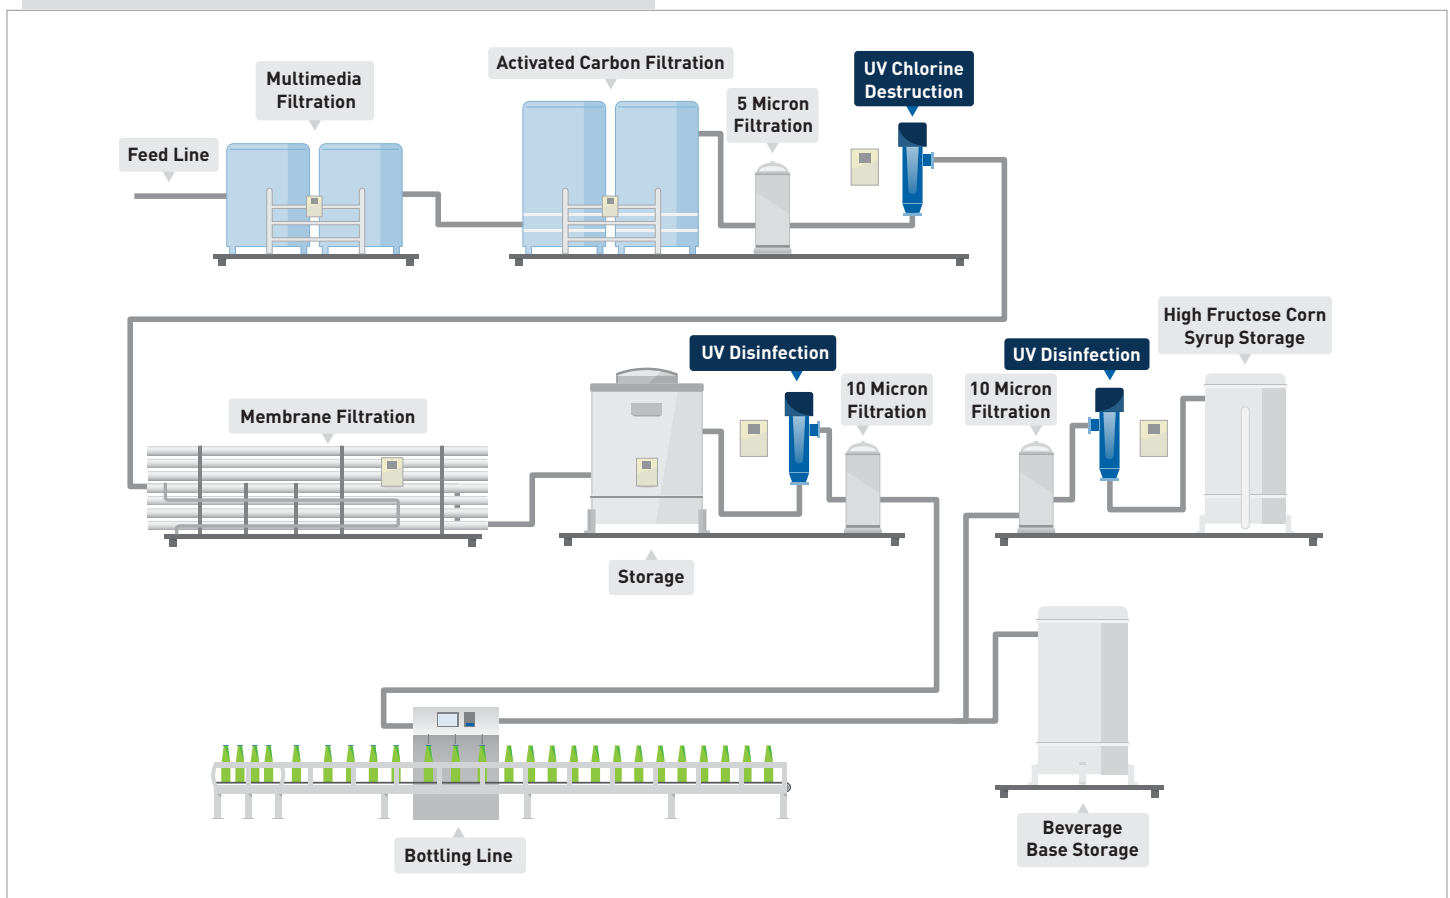 Activated Carbon Filtration
UV Chlorine
Destruction
Multimedia
Filtration
5 Micron
Filtration
Feed Line
High Fructose Corn
Syrup Storage
UV Disinfection
UV Disinfection
10 Micron
Filtration
10 Micron
Filtration
Membrane Filtration
Storage
Beverage
Base Storage
Bottling Line